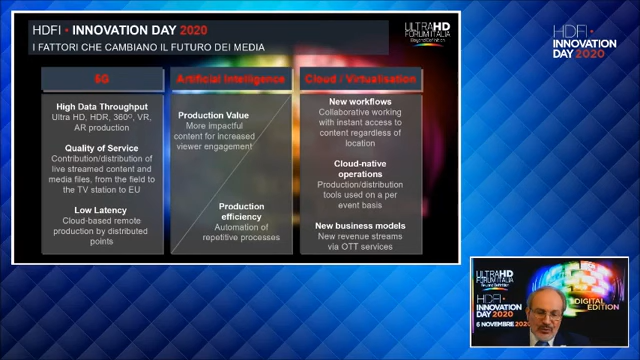 HDFI • INNOVATION DAY 2020
I FATTORI CHE CAMBIANO IL FUTURO DEI MEDIA
ULTRAHD
FORUM ITALIA
BeyondDefinition
5G
High Data Throughput
Ultra HD, HDR, 360º, VR,
AR production
Quality of Service
Contribution/distribution of
live streamed content and
media files, from the field to
the TV station to EU
Low Latency
Cloud-based remote
production by distributed
points
Artificial Intelligence
Production Value
More impactful
content for increased
viewer engagement
Production
efficiency
Automation of
repetitive processes
Cloud / Virtualisation
New workflows
Collaborative working
with instant access to
content regardless of
location
Cloud-native
operations
Production/distribution
tools used on a per
event basis
New business models
New revenue streams
via OTT services
HDFI •
INNOVATION
DAY 2020
ULTRAHD
FORUM ITALIA
HDFI •
INNOVATION
DAY 2020
6 NOVEMBRE 2020
DIGITAL
EDITION